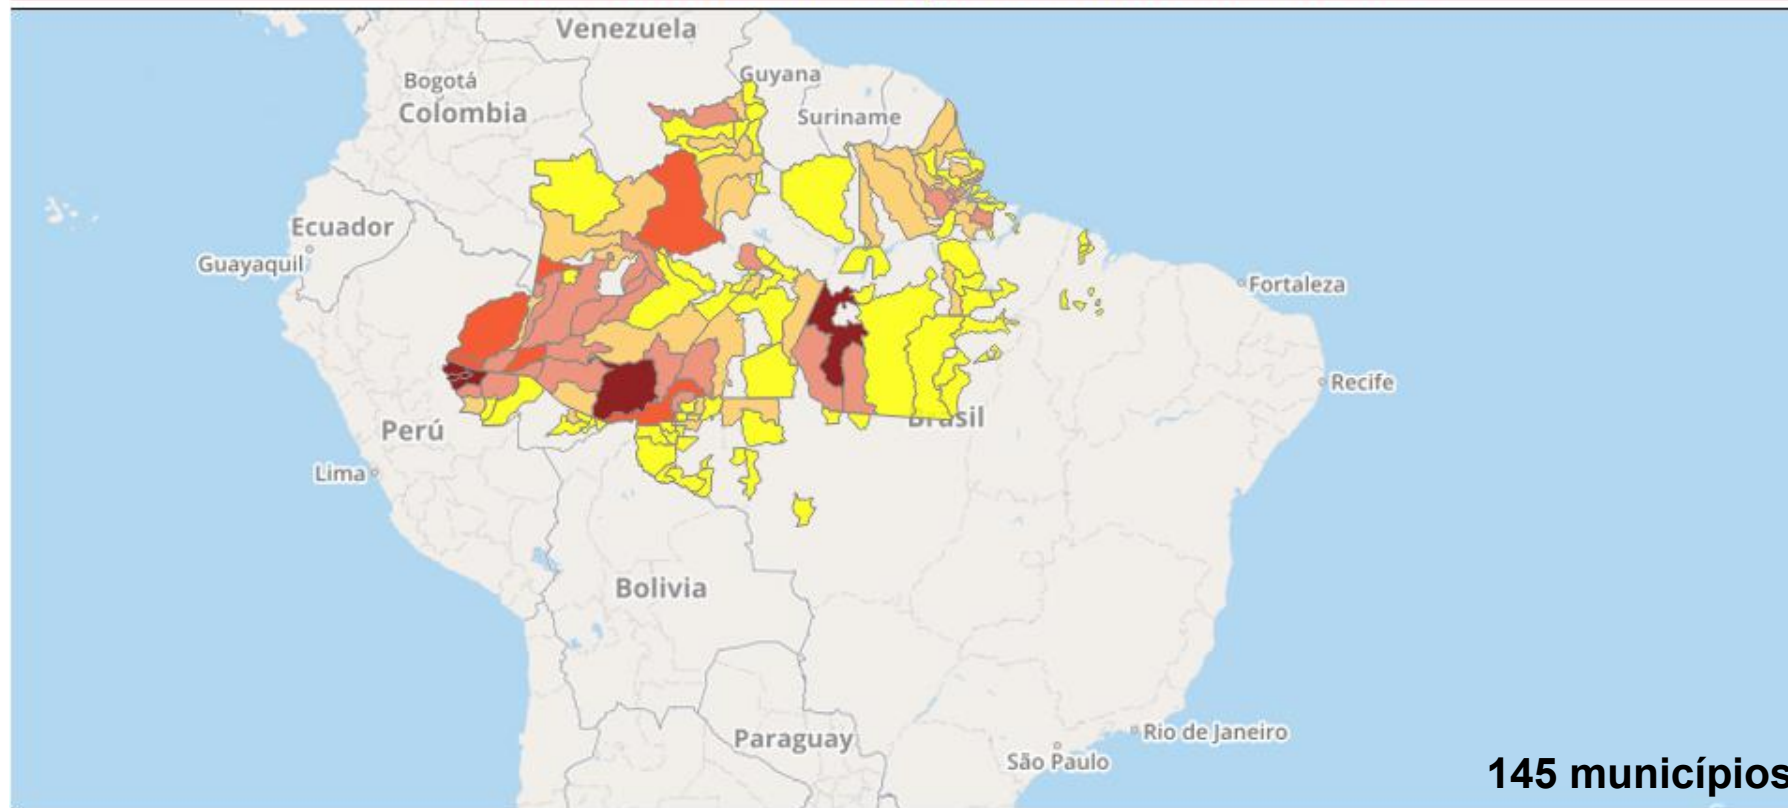 Venezuela
Guyana
Bogotá
Colombia
Suriname
Ecuador
Guayaquil
Fortaleza
Recife
Perú
Brasil
Lima
Bolivia
Paraguay
Rio de Janeiro
São Paulo
145 municípios